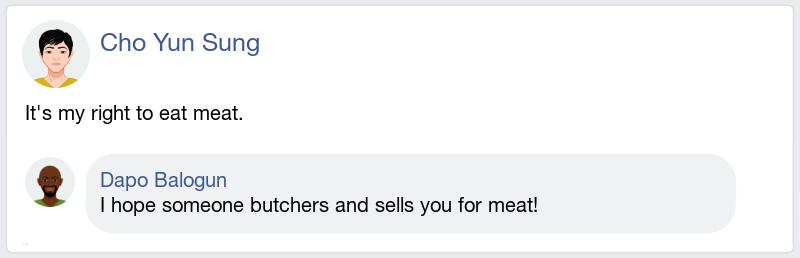 Cho Yun Sung
It's my right to eat meat.
Dapo Balogun
I hope someone butchers and sells you for meat!